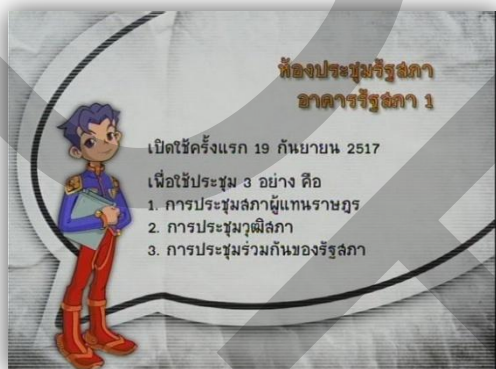 ห้องประชุมรัฐสภา
อาคารรัฐสภา 1
เปิดใช้ครั้งแรก 19 กันยายน 2517
เพื่อใช้ประชุม 3 อย่าง คือ
1. การประชุมสภาผู้แทนราษฎร
2. การประชุมวุฒิสภา
3. การประชุมร่วมกันของรัฐสภา